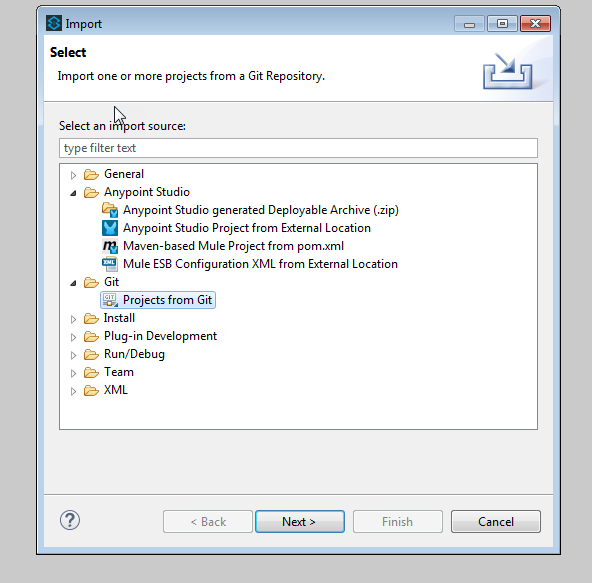 Import
Select
Import one or more projects from a Git Repository.
Select an import source:
type filter text
General
Anypoint Studio
Anypoint Studio generated Deployable Archive (.zip)
Anypoint Studio Project from External Location
Maven-based Mule Project from pom.xml
Mule ESB Configuration XML from External Location
Git
Projects from Git
Install
Plug-in Development
Run/Debug
Team
XML
< Back Next > Finish Cancel